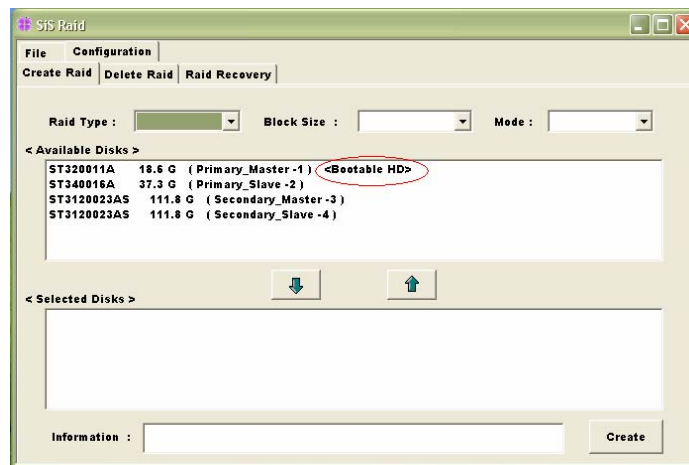 SiS Raid
File Configuration
Create Raid Delete Raid Raid Recovery
Raid Type : Block Size : Mode :
< Available Disks >
ST320011A 18.6 G ( Primary_Master -1 ) <Bootable HD>
ST340016A 37.3 G ( Primary_Slave -2 )
ST3120023AS 111.8 G ( Secondary_Master -3 )
ST3120023AS 111.8 G ( Secondary_Slave -4 )
< Selected Disks >
Information : Create